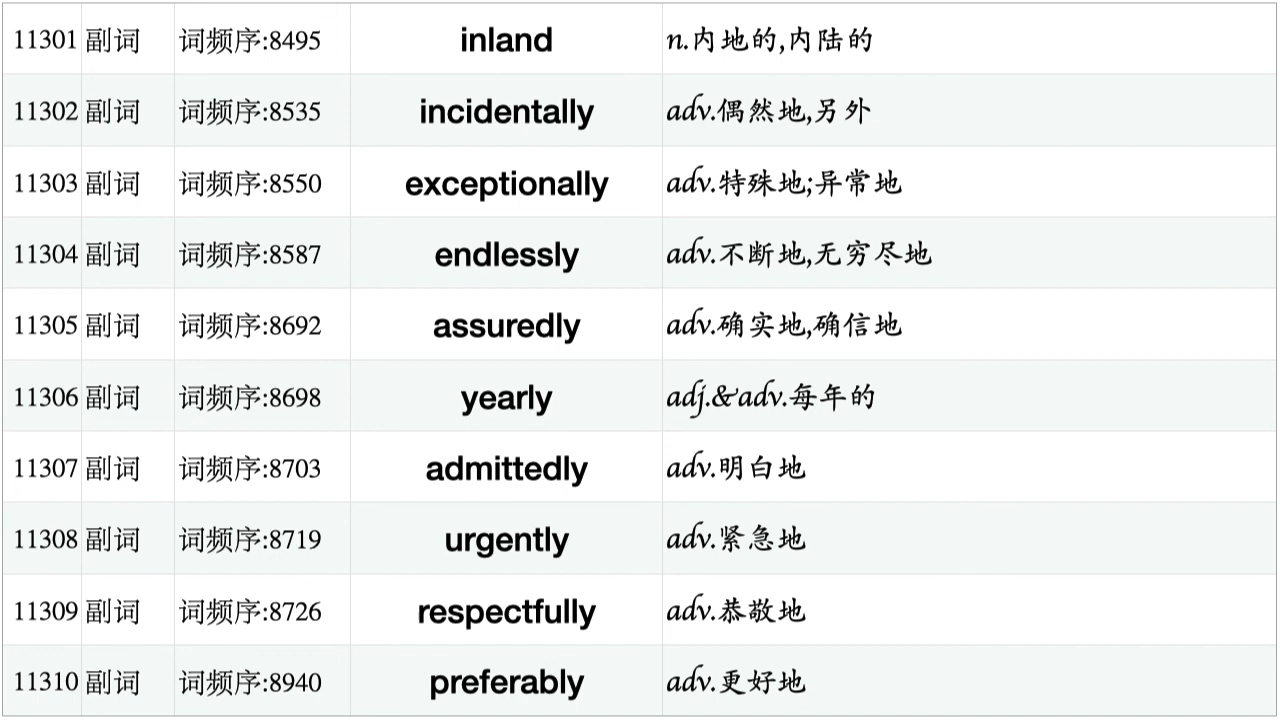 11301 副词 词频序:8495 inland n.内地的,内陆的
11302 副词 词频序:8535 incidentally adv.偶然地,另外
11303 副词 词频序:8550 exceptionally adv.特殊地;异常地
11304 副词 词频序:8587 endlessly adv.不断地,无穷尽地
11305 副词 词频序:8692 assuredly adv.确实地,确信地
11306 副词 词频序:8698 yearly adj.&adv.每年的
11307 副词 词频序:8703 admittedly adv.明白地
11308 副词 词频序:8719 urgently adv.紧急地
11309 副词 词频序:8726 respectfully adv.恭敬地
11310 副词 词频序:8940 preferably adv.更好地